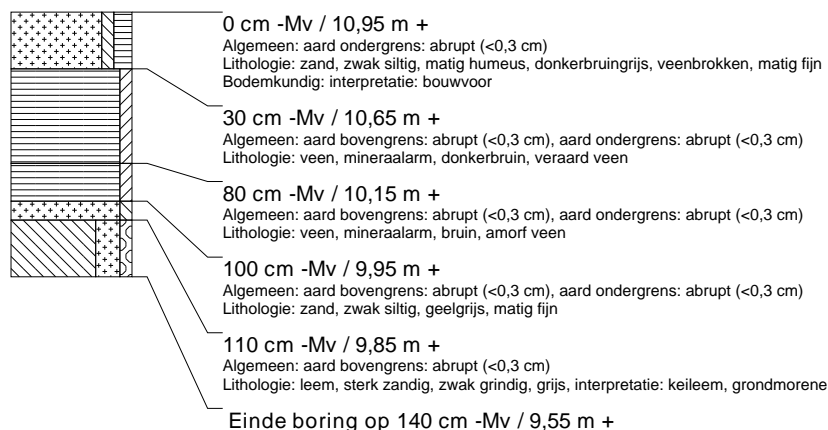 0 cm -Mv / 10,95 m +
Algemeen: aard ondergrens: abrupt (<0,3 cm)
Lithologie: zand, zwak siltig, matig humeus, donkerbruingrijs, veenbrokken, matig fijn
Bodemkundig: interpretatie: bouwvoor
30 cm -Mv / 10,65 m +
Algemeen: aard bovengrens: abrupt (<0,3 cm), aard ondergrens: abrupt (<0,3 cm)
Lithologie: veen, mineraalarm, donkerbruin, veraard veen
80 cm -Mv / 10,15 m +
Algemeen: aard bovengrens: abrupt (<0,3 cm), aard ondergrens: abrupt (<0,3 cm)
Lithologie: veen, mineraalarm, bruin, amorf veen
100 cm -Mv / 9,95 m +
Algemeen: aard bovengrens: abrupt (<0,3 cm), aard ondergrens: abrupt (<0,3 cm)
Lithologie: zand, zwak siltig, geelgrijs, matig fijn
110 cm -Mv / 9,85 m +
Algemeen: aard bovengrens: abrupt (<0,3 cm)
Lithologie: leem, sterk zandig, zwak grindig, grijs, interpretatie: keileem, grondmorene
Einde boring op 140 cm -Mv / 9,55 m +